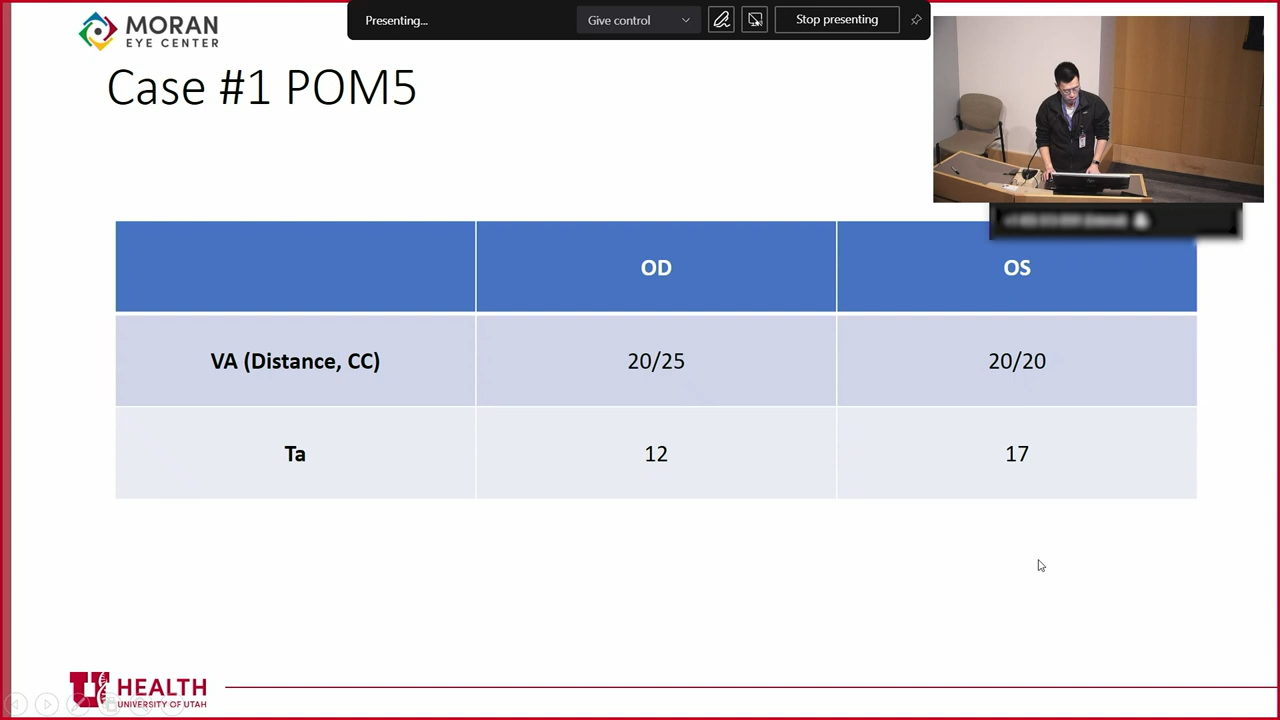 MORAN
EYE CENTER
Presenting...
Give control
Stop presenting
Case #1 POM5
OD
OS
VA (Distance, CC)
20/25
20/20
Ta
12
17
U
HEALTH
UNIVERSITY OF UTAH